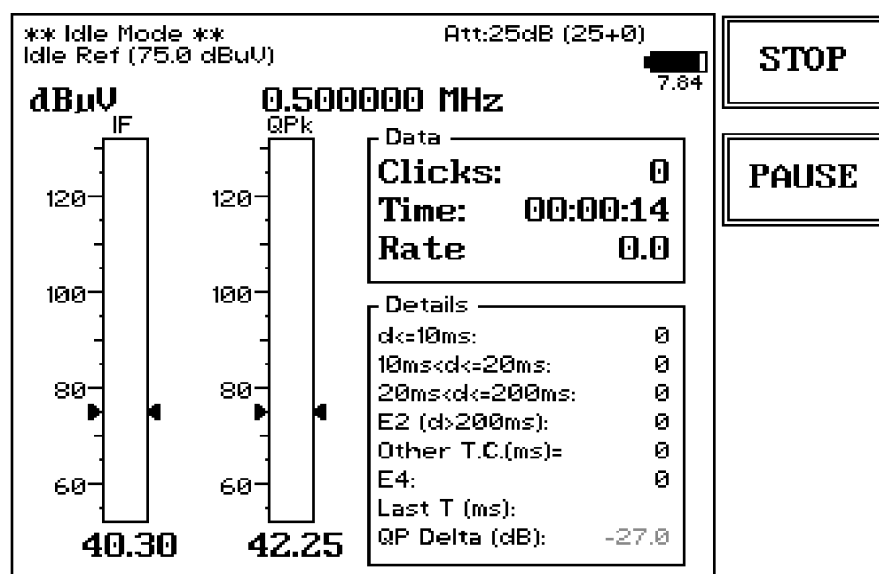 ** Idle Mode ** Att:25dB (25+0)
Idle Ref (75.0 dBuV)
7.84
dBµV 0.500000 MHz
IF QPk
120 120
100 100
80 80
60 60
40.30 42.25
Data
Clicks: 0
Time: 00:00:14
Rate 0.0
Details
d<=10ms: 0
10ms<d<=20ms: 0
20ms<d<=200ms: 0
E2 (d>200ms): 0
Other T.C.(ms)= 0
E4: 0
Last T (ms):
QP Delta (dB): -27.0
STOP
PAUSE